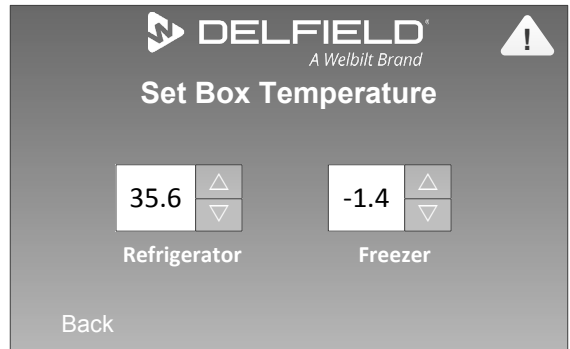 DELFIELD®
A Welbilt Brand
!
Set Box Temperature
35.6
-1.4
Refrigerator
Freezer
Back